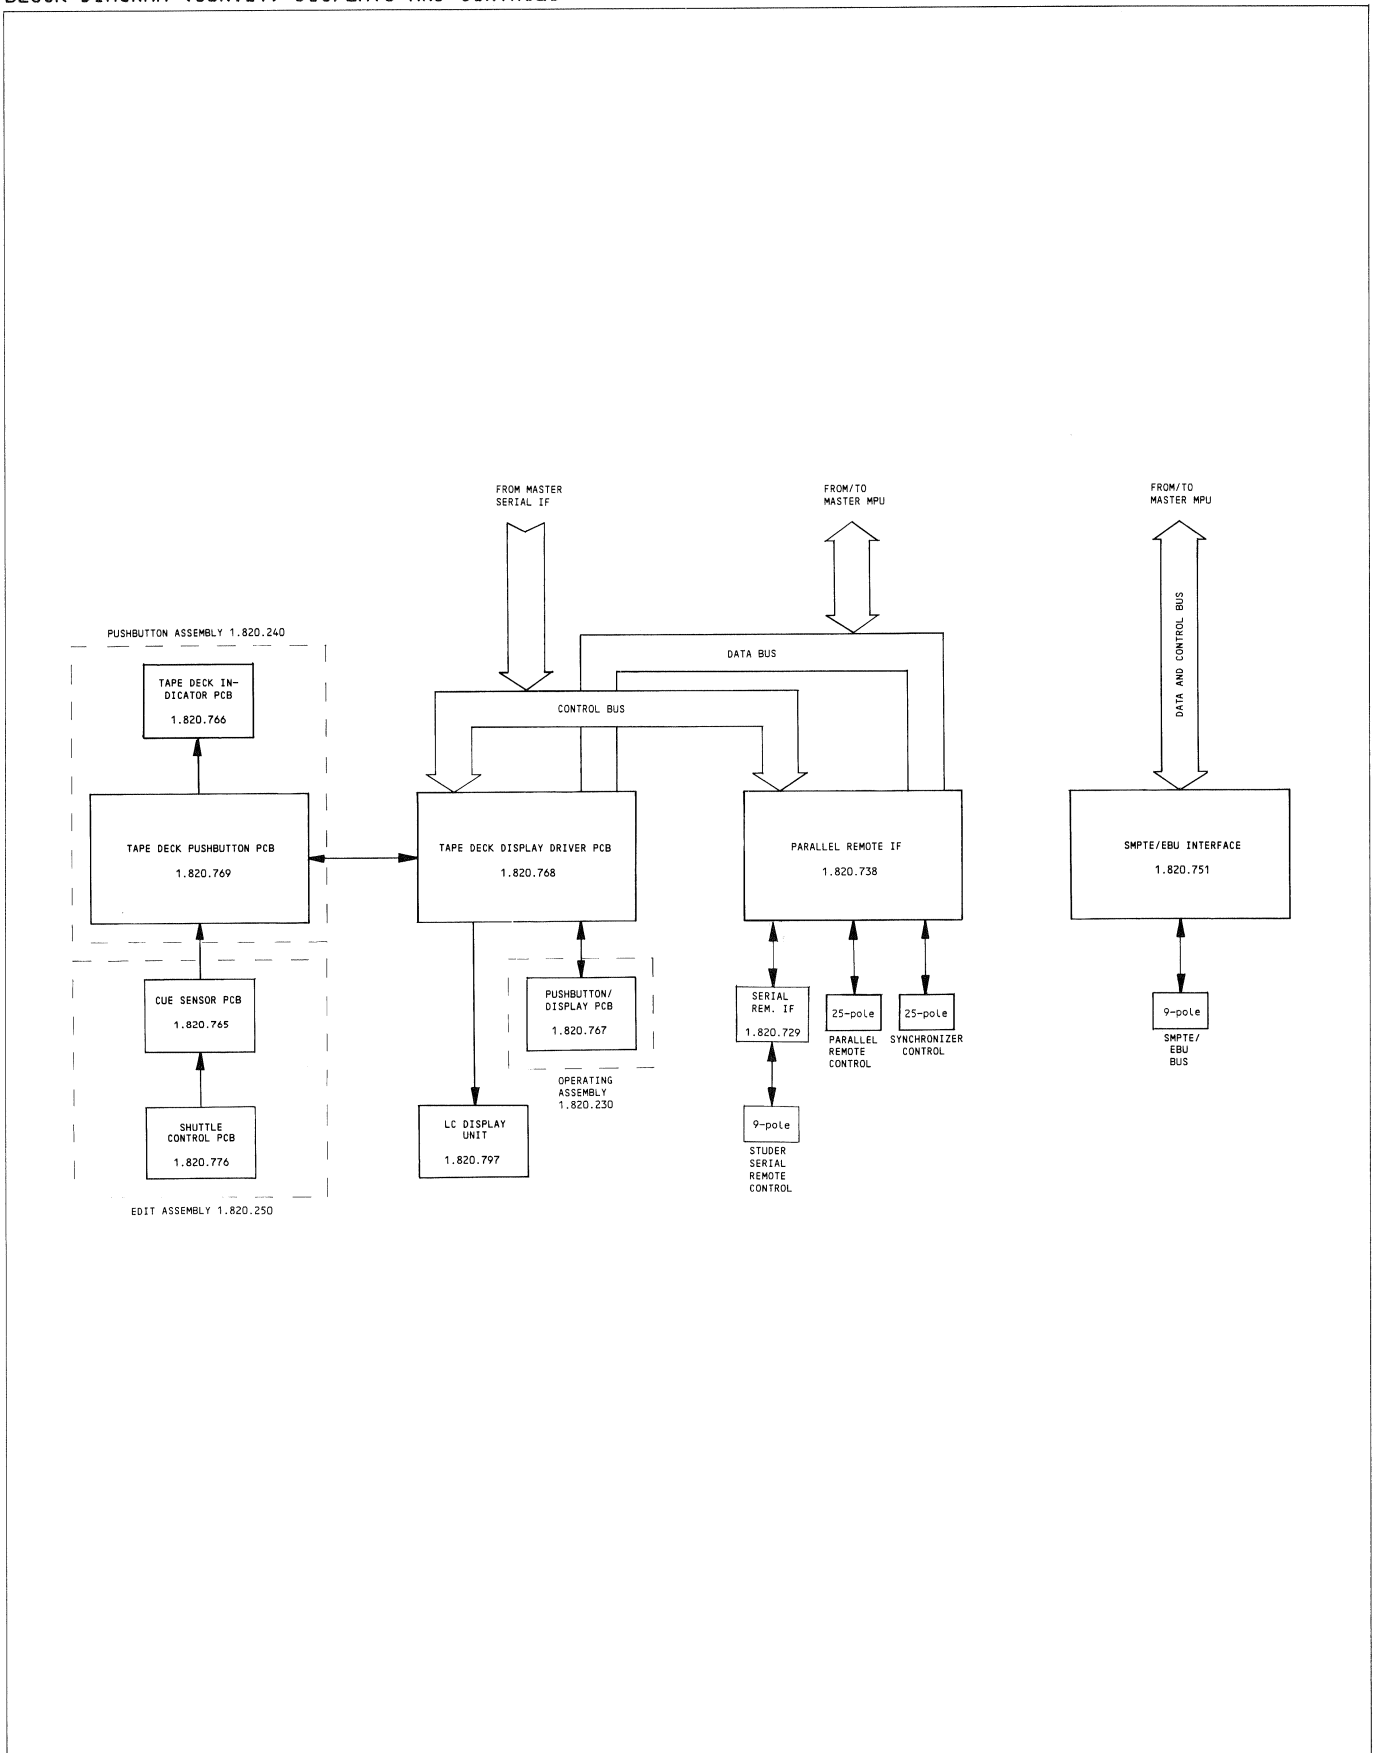 FROM MASTER
SERIAL IF
FROM/TO
MASTER MPU
FROM/TO
MASTER MPU
DATA AND CONTROL BUS
PUSHBUTTON ASSEMBLY 1.820.240
DATA BUS
CONTROL BUS
TAPE DECK IN-
DICATOR PCB
1.820.766
TAPE DECK PUSHBUTTON PCB
1.820.769
TAPE DECK DISPLAY DRIVER PCB
1.820.768
PARALLEL REMOTE IF
1.820.738
SMPTE/EBU INTERFACE
1.820.751
CUE SENSOR PCB
1.820.765
PUSHBUTTON/
DISPLAY PCB
1.820.767
OPERATING
ASSEMBLY
1.820.230
SERIAL
REM. IF
1.820.729
25-pole
PARALLEL
REMOTE
CONTROL
25-pole
SYNCHRONIZER
CONTROL
9-pole
SMPTE/
EBU
BUS
SHUTTLE
CONTROL PCB
1.820.776
LC DISPLAY
UNIT
1.820.797
9-pole
STUDER
SERIAL
REMOTE
CONTROL
EDIT ASSEMBLY 1.820.250